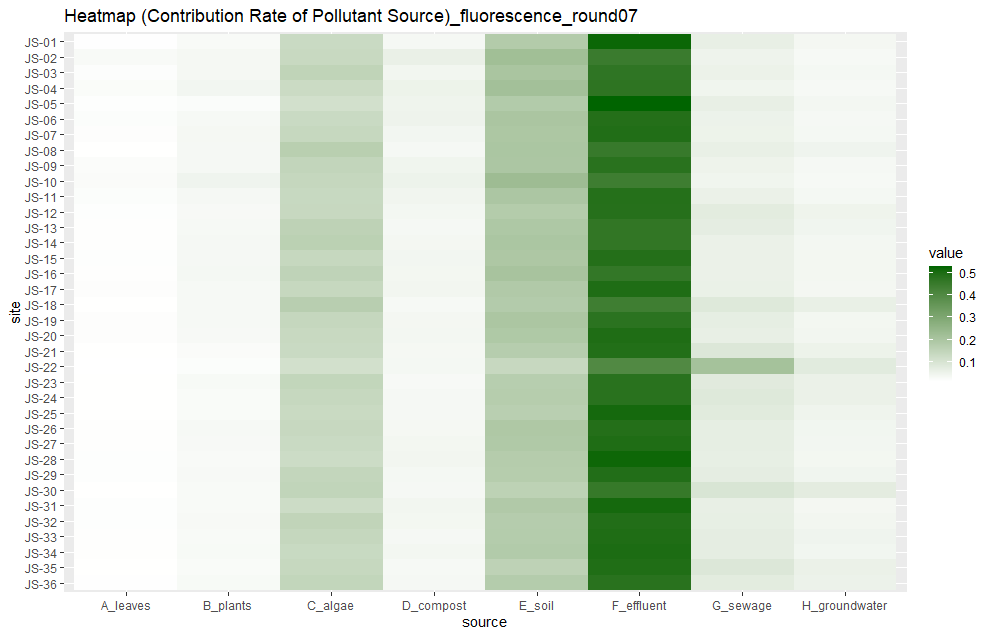 Heatmap (Contribution Rate of Pollutant Source)_fluorescence_round07
JS-01
JS-02
JS-03
JS-04
JS-05
JS-06
JS-07
JS-08
JS-09
JS-10
JS-11
JS-12
JS-13
JS-14
JS-15
JS-16
JS-17
JS-18
JS-19
JS-20
JS-21
JS-22
JS-23
JS-24
JS-25
JS-26
JS-27
JS-28
JS-29
JS-30
JS-31
JS-32
JS-33
JS-34
JS-35
JS-36
site
A_leaves B_plants C_algae D_compost E_soil F_effluent G_sewage H_groundwater
source
value
0.5
0.4
0.3
0.2
0.1